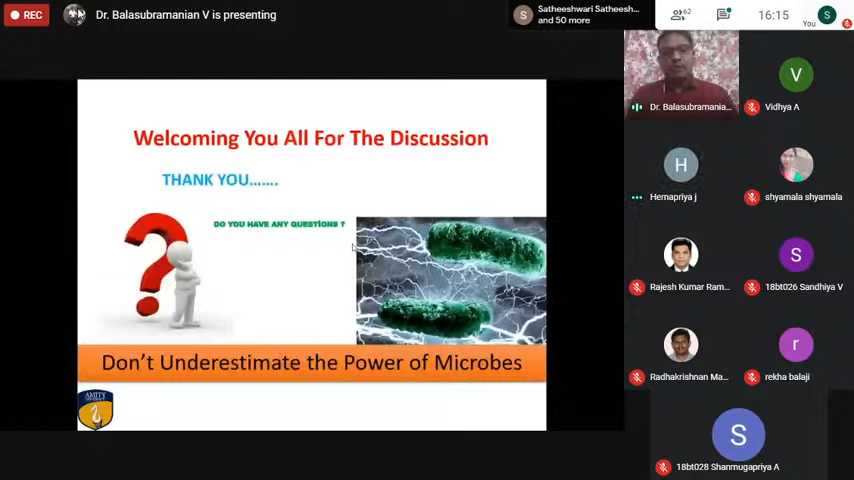 REC
Dr. Balasubramanian V is presenting
S
Satheeshwari Satheesh...
and 50 more
62
16:15
You
S
Welcoming You All For The Discussion
THANK YOU.......
DO YOU HAVE ANY QUESTIONS ?
Don't Underestimate the Power of Microbes
AMITY
Dr. Balasubramania...
V
Vidhya A
H
Hemapriya j
shyamala shyamala
Rajesh Kumar Ram...
S
18bt026 Sandhiya V
Radhakrishnan Ma...
r
rekha balaji
S
18bt028 Shanmugapriya A